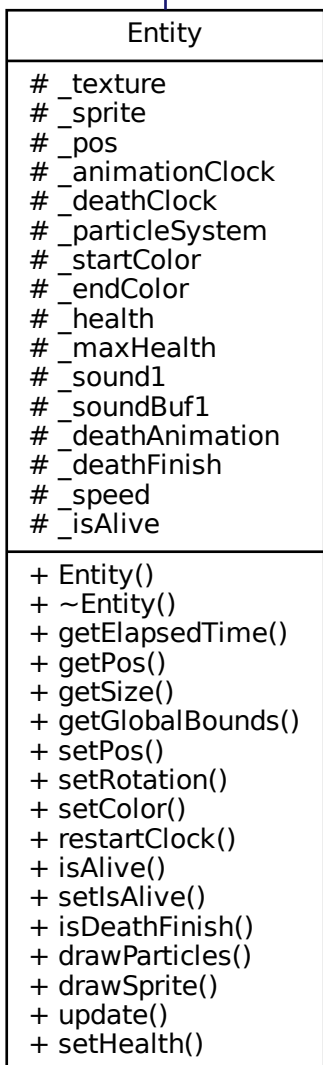 Entity
# _texture
# _sprite
# _pos
# _animationClock
# _deathClock
# _particleSystem
# _startColor
# _endColor
# _health
# _maxHealth
# _sound1
# _soundBuf1
# _deathAnimation
# _deathFinish
# _speed
# _isAlive
+ Entity()
+ ~Entity()
+ getElapsedTime()
+ getPos()
+ getSize()
+ getGlobalBounds()
+ setPos()
+ setRotation()
+ setColor()
+ restartClock()
+ isAlive()
+ setIsAlive()
+ isDeathFinish()
+ drawParticles()
+ drawSprite()
+ update()
+ setHealth()